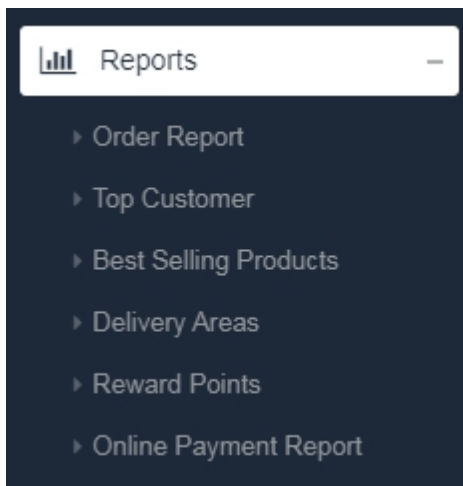 Reports
Order Report
Top Customer
Best Selling Products
Delivery Areas
Reward Points
Online Payment Report